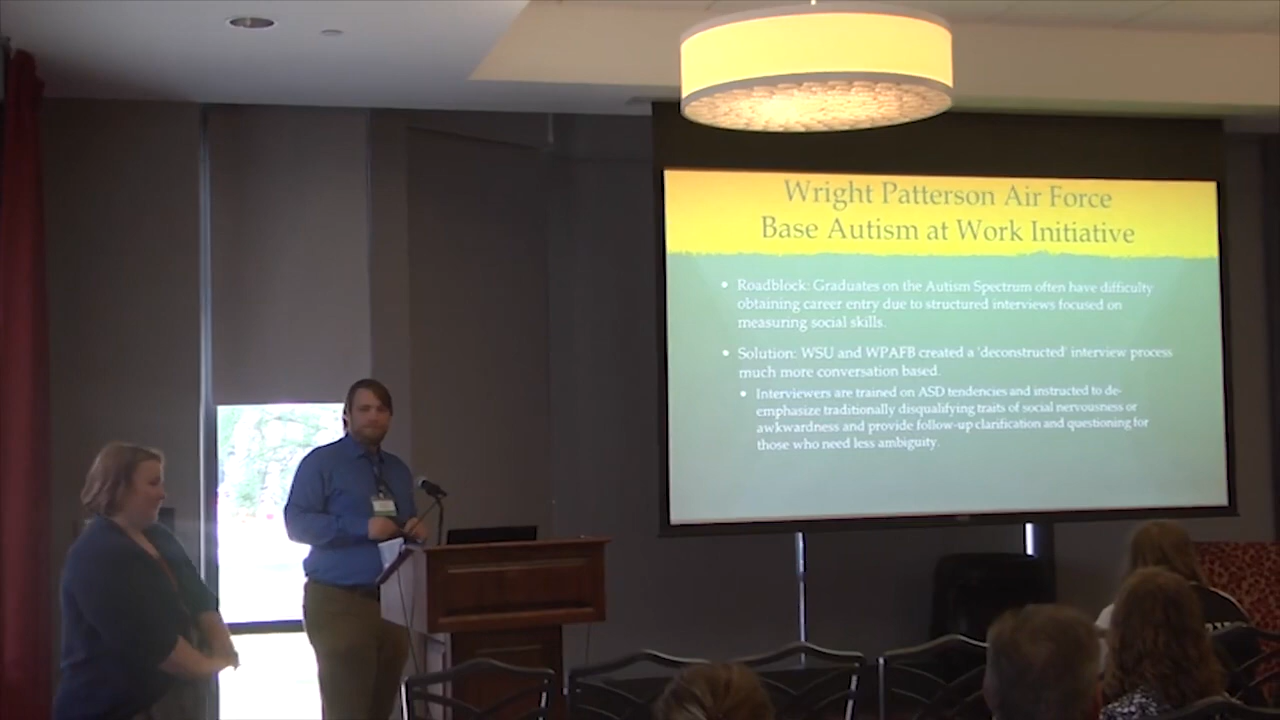 Wright Patterson Air Force
Base Autism at Work Initiative
• Roadblock: Graduates on the Autism Spectrum often have difficulty
obtaining career entry due to structured interviews focused on
measuring social skills.
• Solution: WSU and WPAFB created a 'deconstructed' interview process
much more conversation based.
• Interviewers are trained on ASD tendencies and instructed to de-
emphasize traditionally disqualifying traits of social nervousness or
awkwardness and provide follow-up clarification and questioning for
those who need less ambiguity.